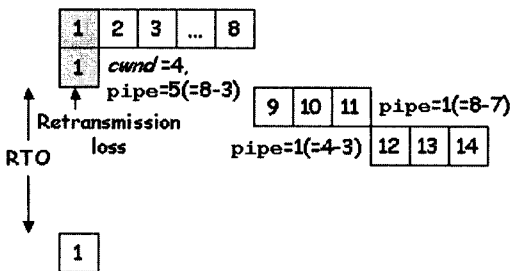 1 2 3 ... 8
1 cwnd=4,
pipe=5(=8-3)
9 10 11 pipe=1(=8-7)
Retransmission
loss
pipe=1(=4-3) 12 13 14
RTO
1